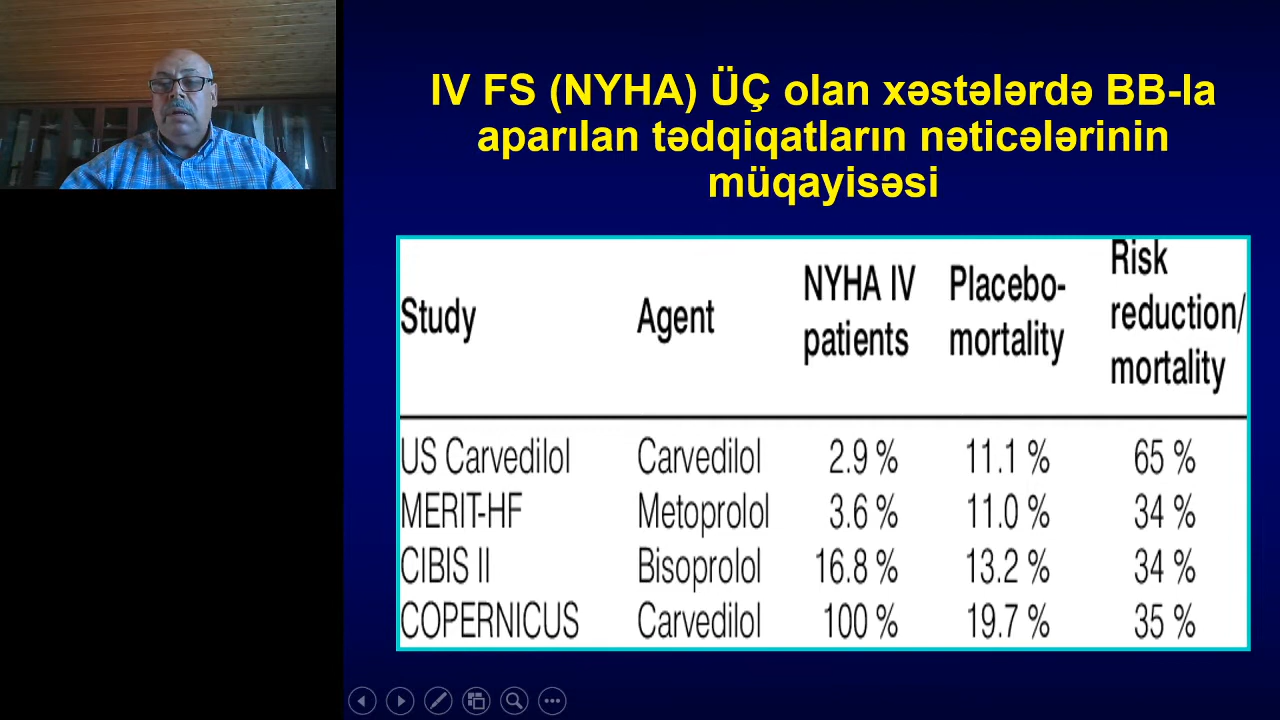 IV FS (NYHA) ÜÇ olan xəstələrdə BB-la
aparılan tədqiqatların nəticələrinin
müqayisəsi
Study Agent NYHA IV patients Placebo-mortality Risk reduction/mortality
US Carvedilol Carvedilol 2.9 % 11.1 % 65 %
MERIT-HF Metoprolol 3.6 % 11.0 % 34 %
CIBIS II Bisoprolol 16.8 % 13.2 % 34 %
COPERNICUS Carvedilol 100 % 19.7 % 35 %